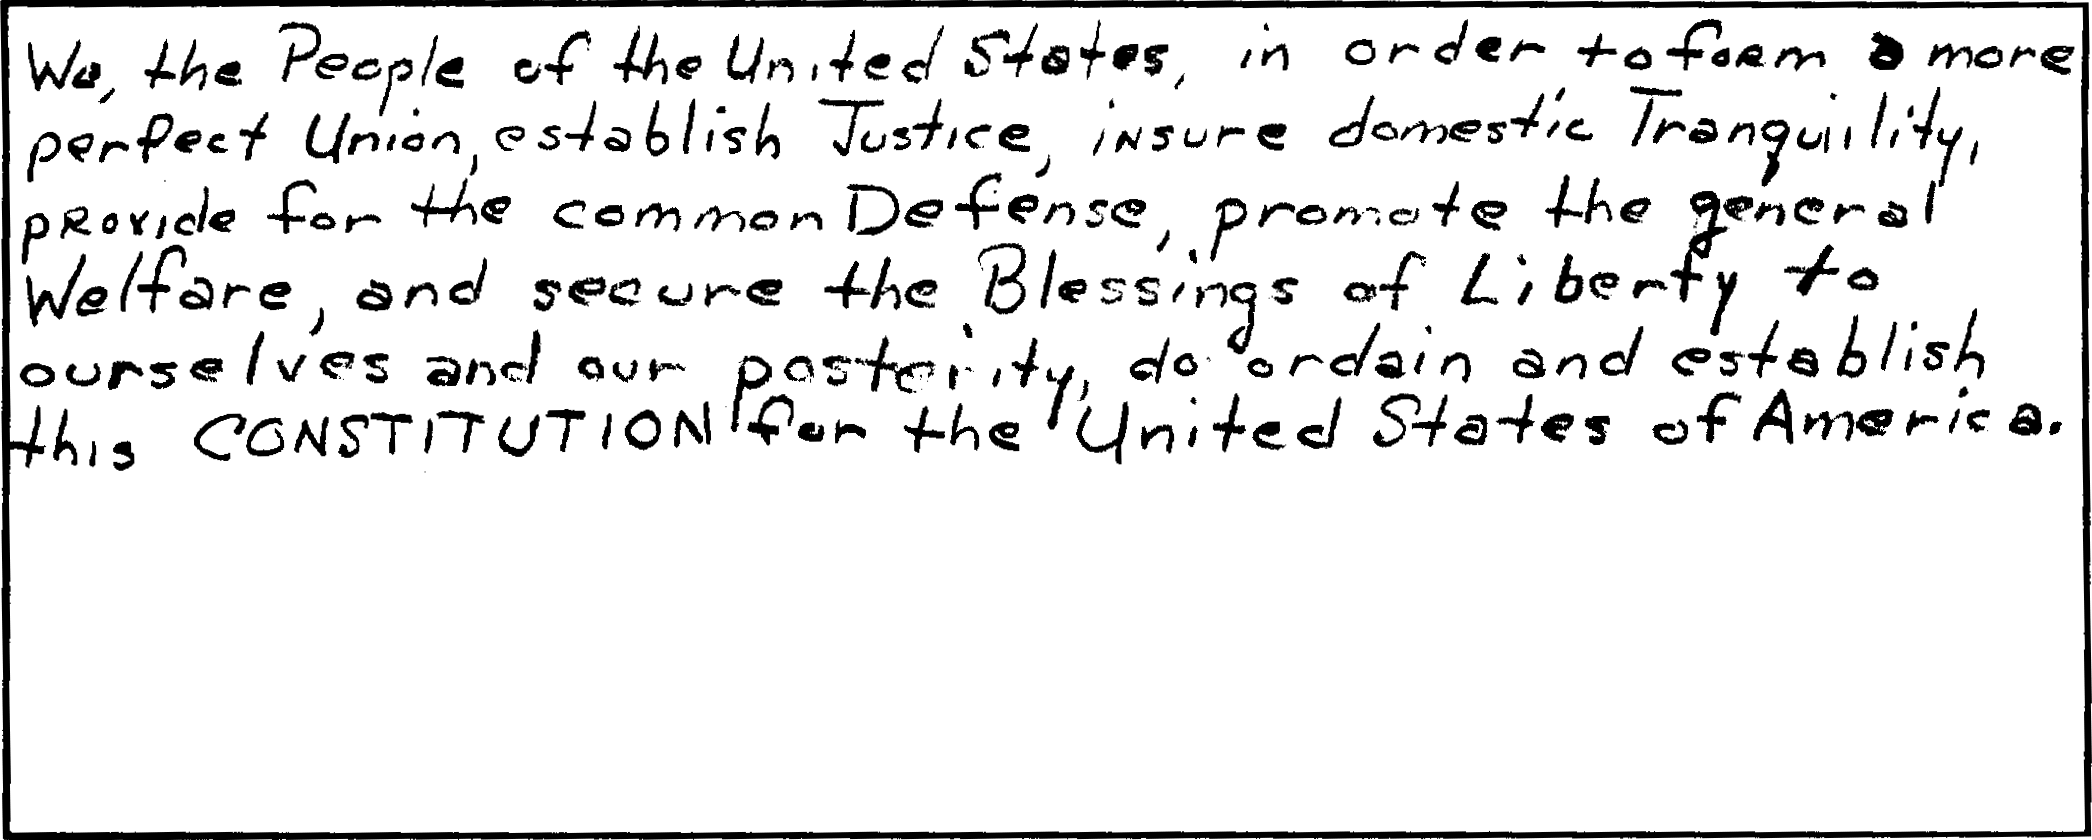 We, the People of the United States, in order to form a more
perfect Union, establish Justice, insure domestic Tranquility,
provide for the common Defense, promote the general
Welfare, and secure the Blessings of Liberty to
ourselves and our posterity, do ordain and establish
this CONSTITUTION for the United States of America.